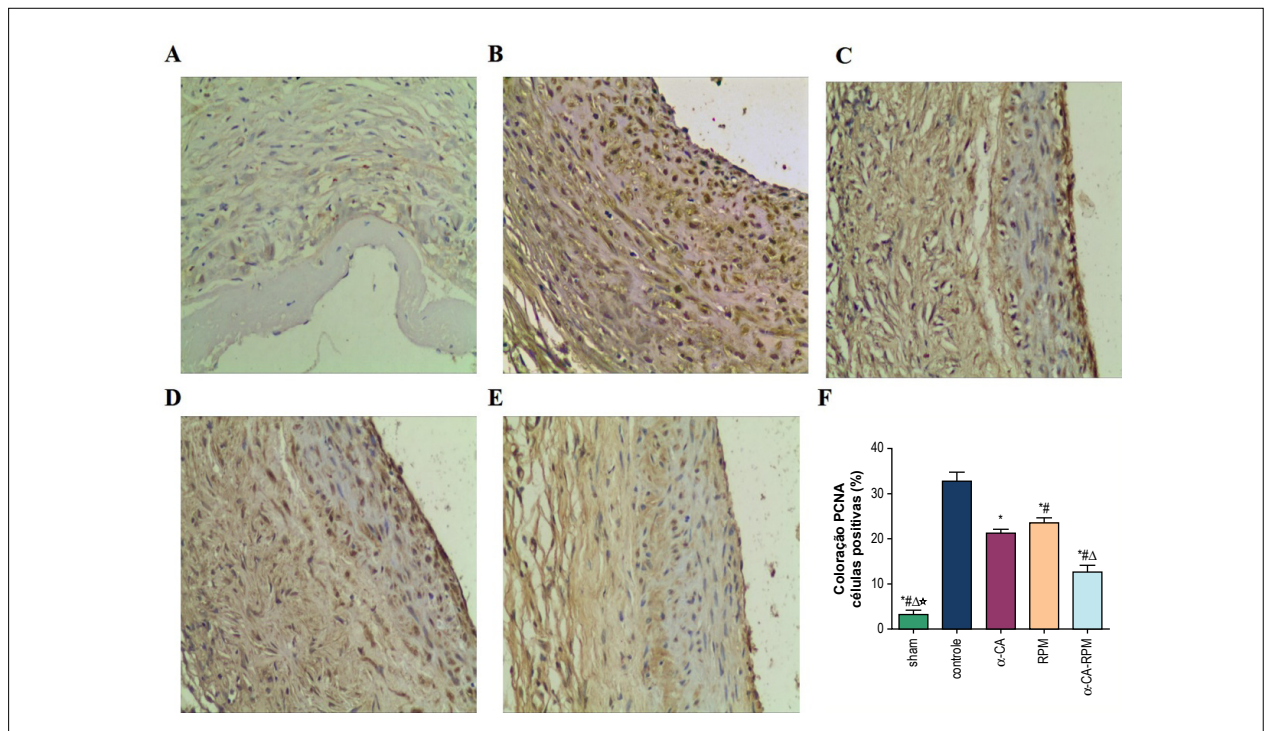 A
B
C
D
E
F
Coloração PCNA
células positivas (%)
40
30
20
10
0
*#Δ☆
*
*#
*#Δ
sham
controle
α-CA
RPM
α-CA-RPM